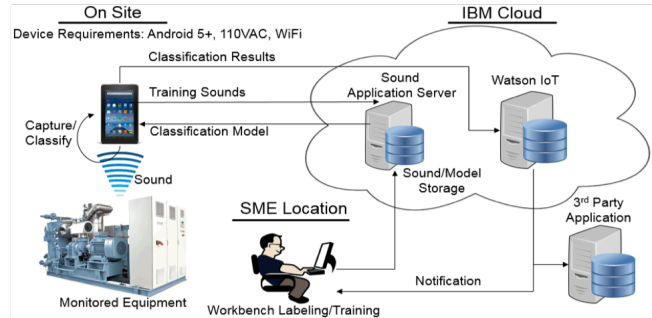 On Site
IBM Cloud
Device Requirements: Android 5+, 110VAC, WiFi
Classification Results
Sound
Application Server
Watson IoT
Training Sounds
Capture/
Classify
Classification Model
Sound
Sound/Model
Storage
SME Location
3rd Party
Application
Notification
Monitored Equipment
Workbench Labeling/Training